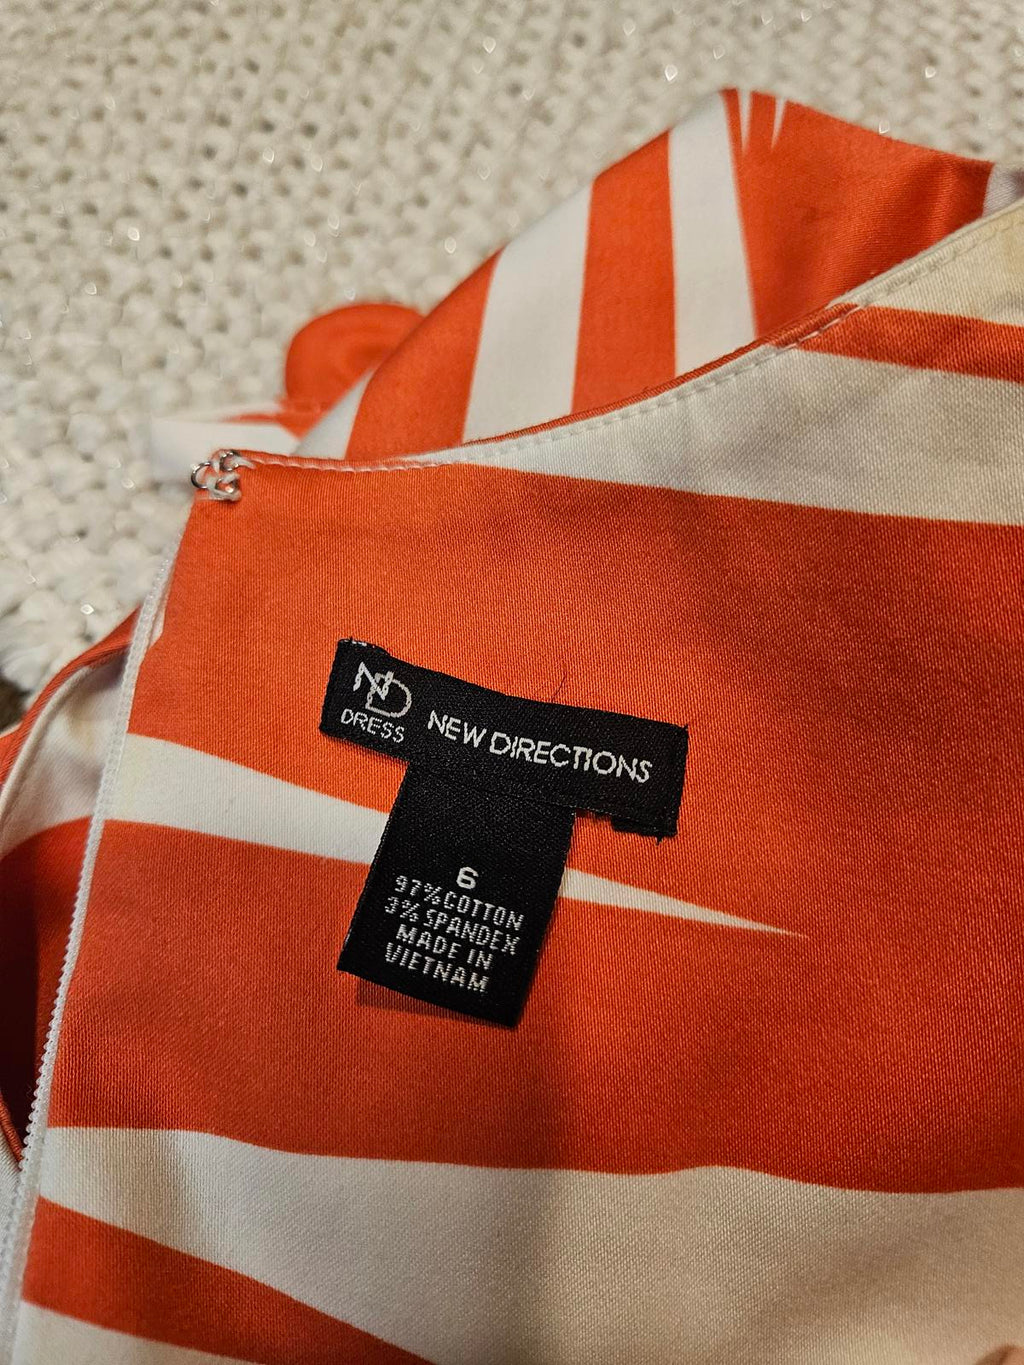 ND
DRESS
NEW DIRECTIONS
6
97% COTTON
3% SPANDEX
MADE IN
VIETNAM